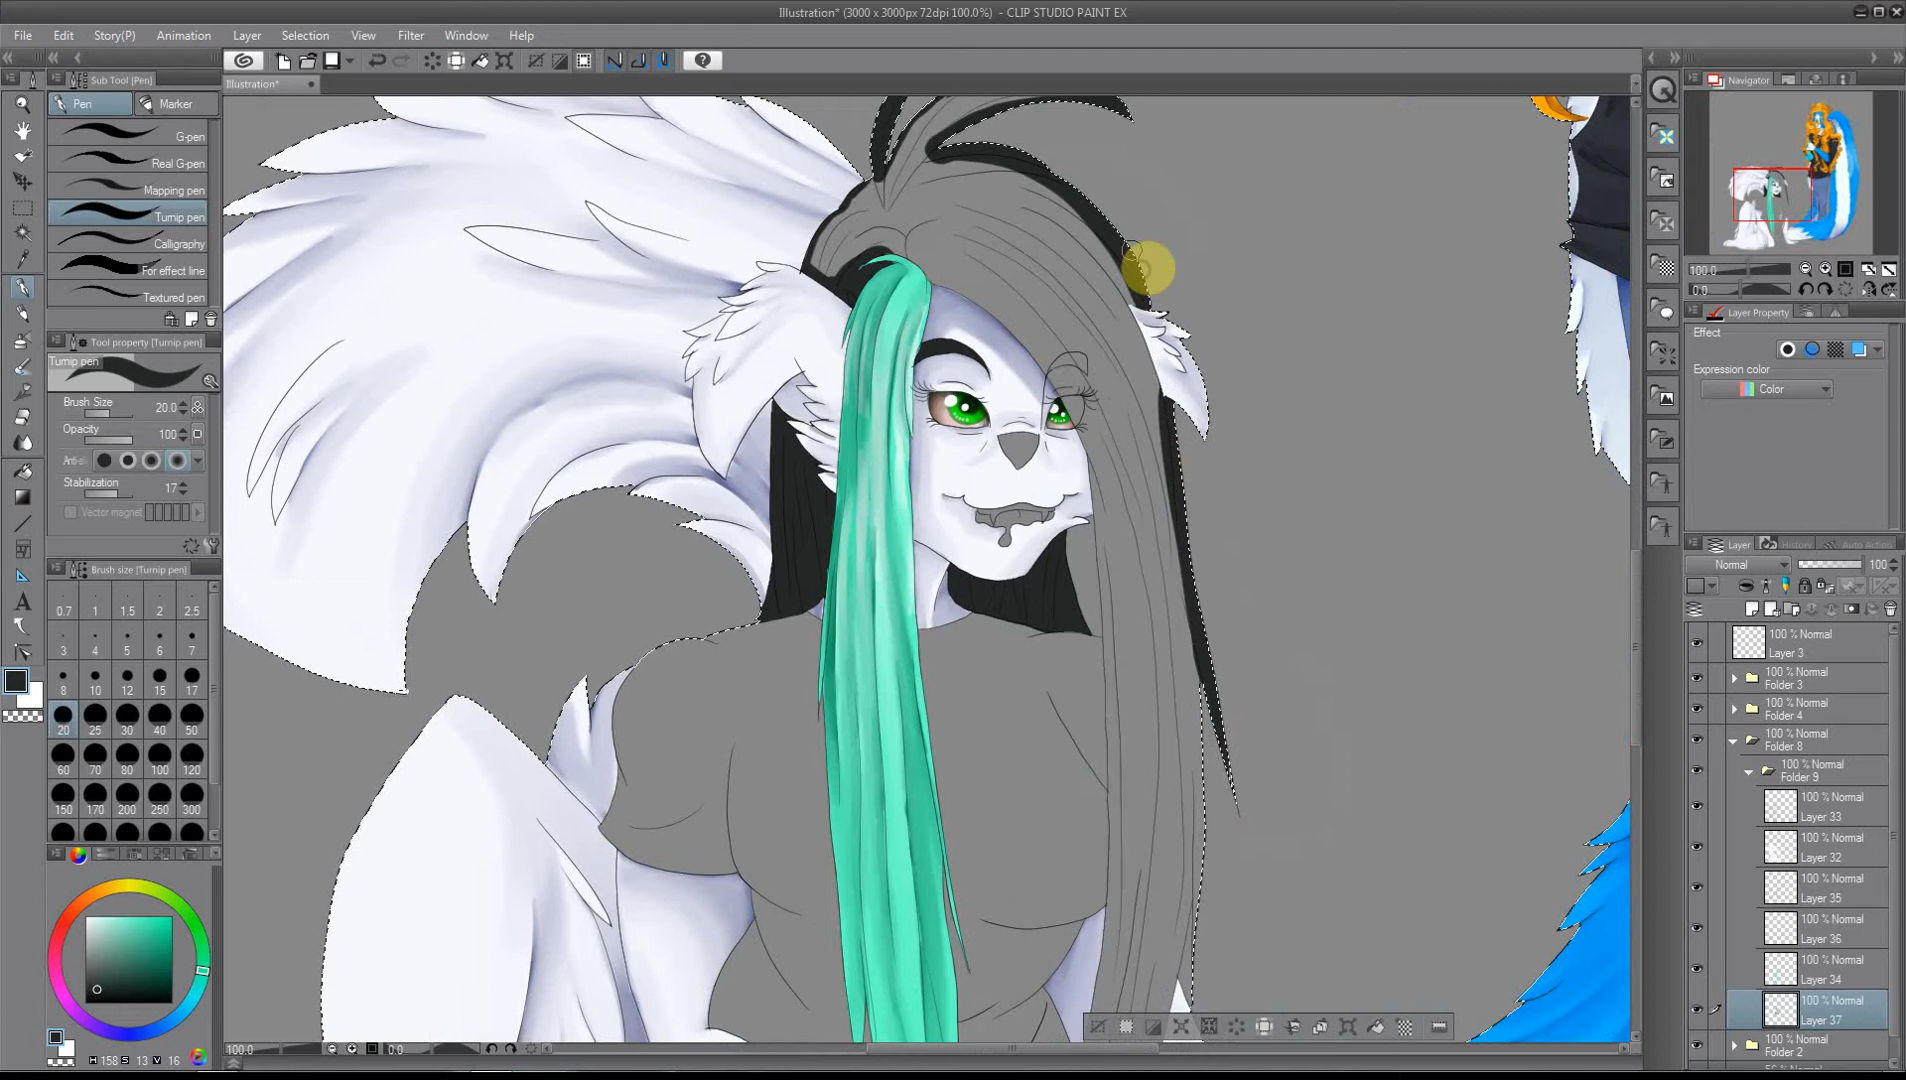 Illustration* (3000 x 3000px 72dpi 100.0%) - CLIP STUDIO PAINT EX
File Edit Story(P) Animation Layer Selection View Filter Window Help
Sub Tool [Pen]
Illustration*
Pen Marker
G-pen
Real G-pen
Mapping pen
Turnip pen
Calligraphy
For effect line
Textured pen
Tool property [Turnip pen]
Turnip pen
Brush Size 20.0
Opacity 100
Stabilization 17
Vector magnet
Brush size [Turnip pen]
0.7 1 1.5 2 2.5
3 4 5 6 7
8 10 12 15 17
20 25 30 40 50
60 70 80 100 120
150 170 200 250 300
H 158 S 13 V 16
100.0 0.0
Navigator
100.0
0.0
Layer Property
Effect
Expression color
Color
Layer History Auto Action
Normal 100
100 % Normal
Layer 3
100 % Normal
Folder 3
100 % Normal
Folder 4
100 % Normal
Folder 8
100 % Normal
Folder 9
100 % Normal
Layer 33
100 % Normal
Layer 32
100 % Normal
Layer 35
100 % Normal
Layer 36
100 % Normal
Layer 34
100 % Normal
Layer 37
100 % Normal
Folder 2